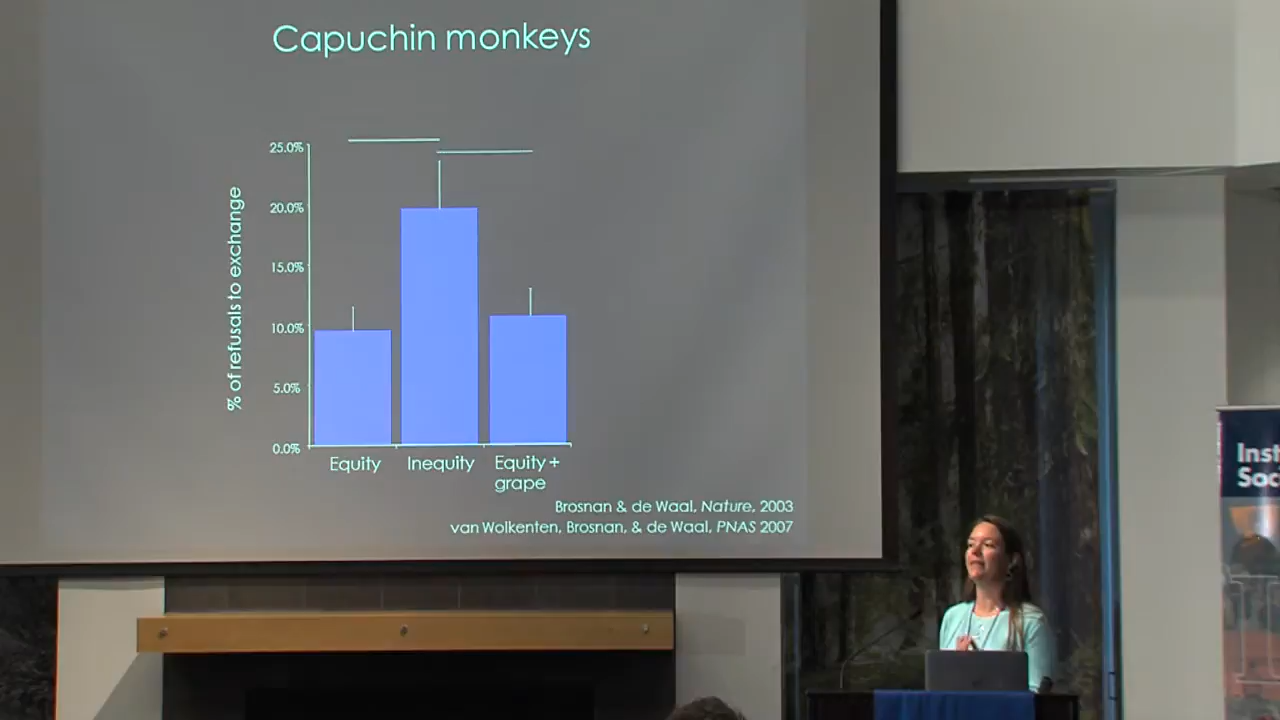 Capuchin monkeys
% of refusals to exchange
25.0%
20.0%
15.0%
10.0%
5.0%
0.0%
Equity
Inequity
Equity +
grape
Brosnan & de Waal, Nature, 2003
van Wolkenten, Brosnan, & de Waal, PNAS 2007
Inst
Soc